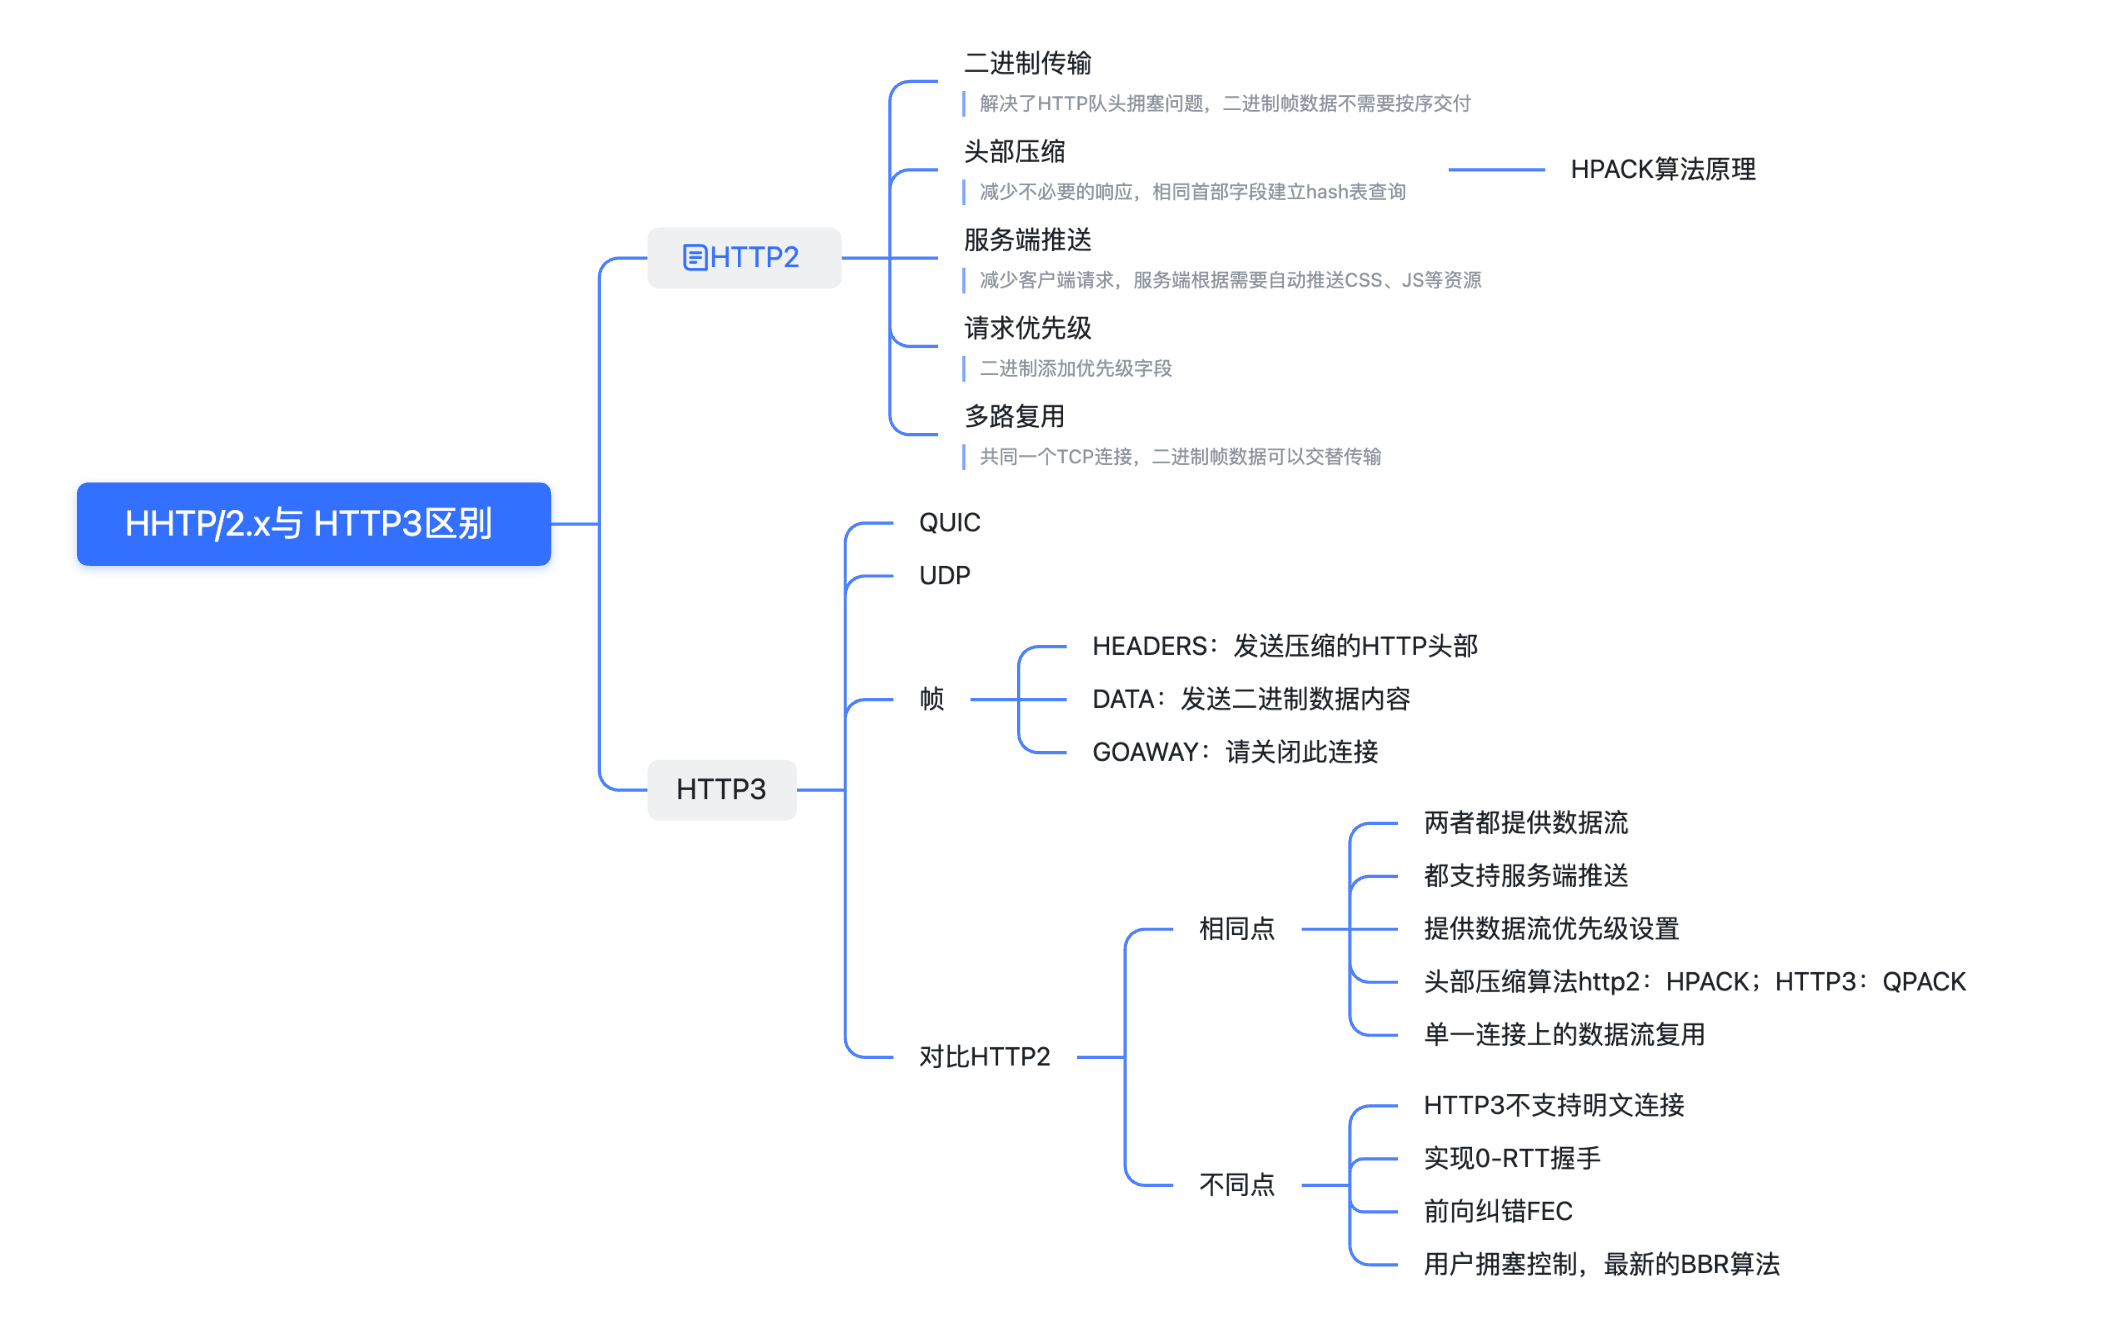 HHTP/2.x与 HTTP3区别
HTTP2
二进制传输
解决了HTTP队头拥塞问题，二进制帧数据不需要按序交付
头部压缩
减少不必要的响应，相同首部字段建立hash表查询
HPACK算法原理
服务端推送
减少客户端请求，服务端根据需要自动推送CSS、JS等资源
请求优先级
二进制添加优先级字段
多路复用
共同一个TCP连接，二进制帧数据可以交替传输
HTTP3
QUIC
UDP
帧
HEADERS：发送压缩的HTTP头部
DATA：发送二进制数据内容
GOAWAY：请关闭此连接
对比HTTP2
相同点
两者都提供数据流
都支持服务端推送
提供数据流优先级设置
头部压缩算法http2：HPACK；HTTP3：QPACK
单一连接上的数据流复用
不同点
HTTP3不支持明文连接
实现0-RTT握手
前向纠错FEC
用户拥塞控制，最新的BBR算法